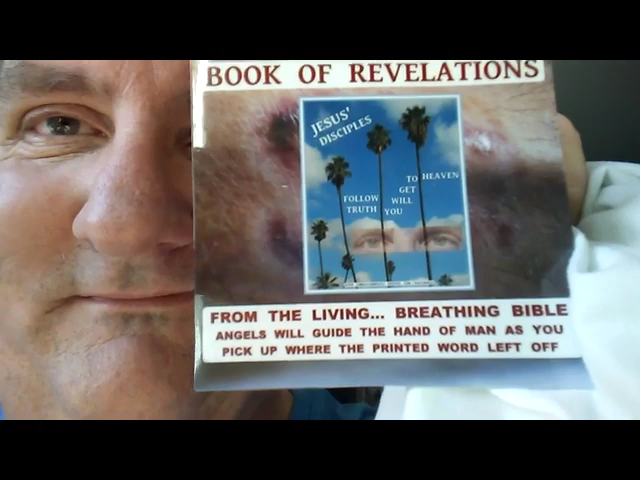 BOOK OF REVELATIONS
JESUS'
DISCIPLES
FOLLOW
TRUTH
TO HEAVEN
GET
WILL
YOU
FROM THE LIVING... BREATHING BIBLE
ANGELS WILL GUIDE THE HAND OF MAN AS YOU
PICK UP WHERE THE PRINTED WORD LEFT OFF